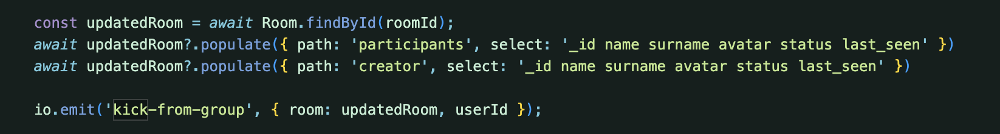 const updatedRoom = await Room.findById(roomId);
await updatedRoom?.populate({ path: 'participants', select: '_id name surname avatar status last_seen' })
await updatedRoom?.populate({ path: 'creator', select: '_id name surname avatar status last_seen' })
io.emit('kick-from-group', { room: updatedRoom, userId });